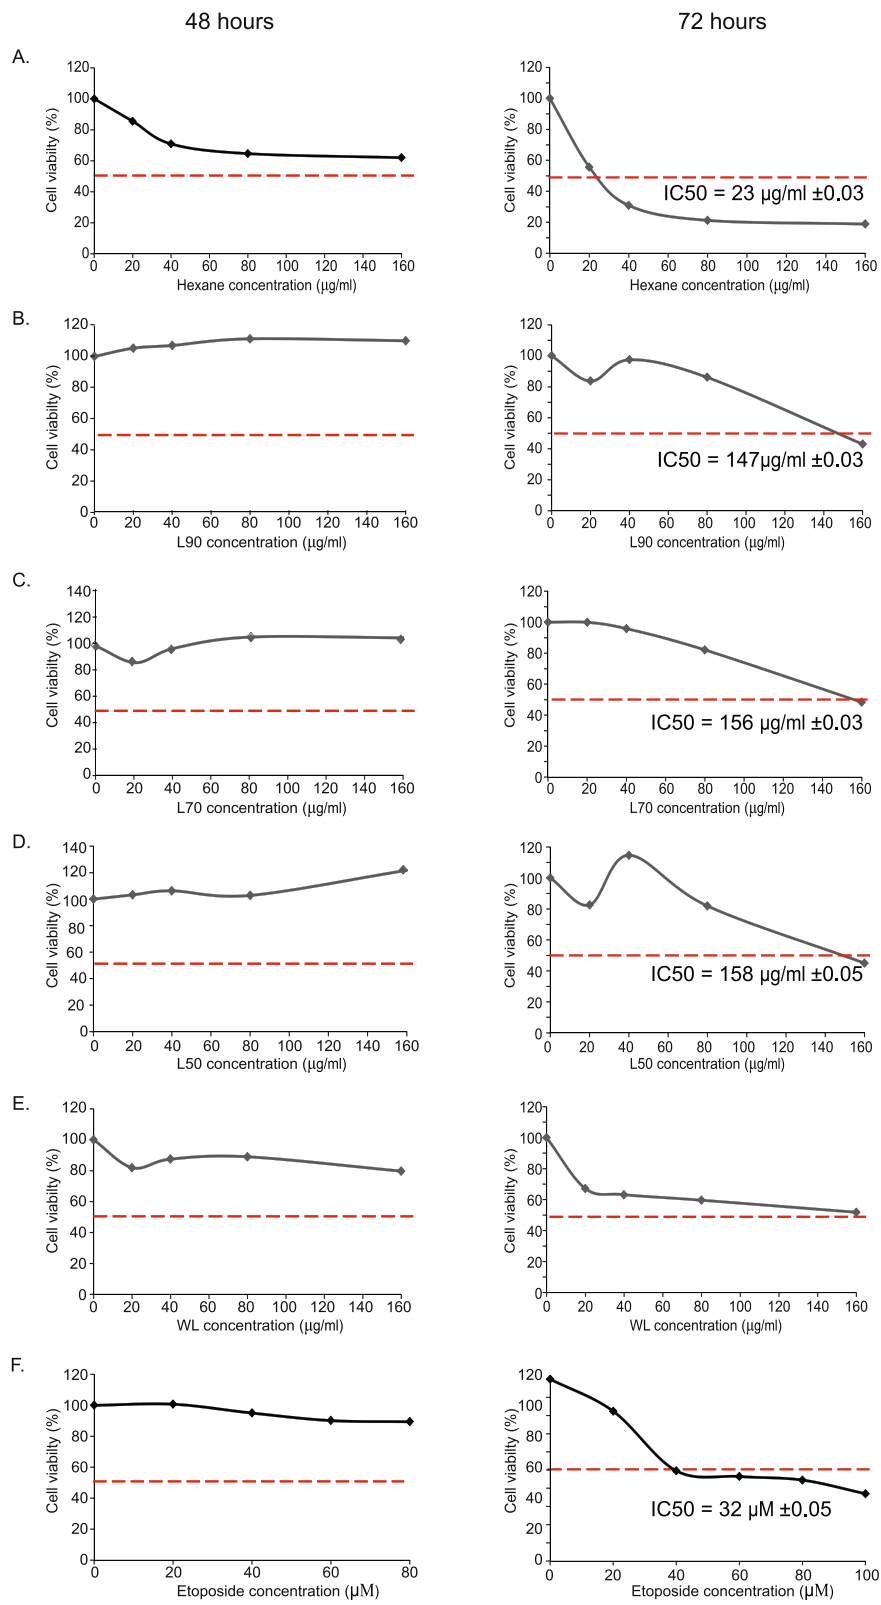 48 hours
72 hours
A.
Cell viabilty (%)
120
100
80
60
40
20
0
0 20 40 60 80 100 120 140 160
Hexane concentration (µg/ml)
Cell viabilty (%)
120
100
80
60
40
20
0
IC50 = 23 µg/ml ±0.03
0 20 40 60 80 100 120 140 160
Hexane concentration (µg/ml)
B.
Cell viabilty (%)
120
100
80
60
40
20
0
0 20 40 60 80 100 120 140 160
L90 concentration (µg/ml)
Cell viabilty (%)
120
100
80
60
40
20
0
IC50 = 147µg/ml ±0.03
0 20 40 60 80 100 120 140 160
L90 concentration (µg/ml)
C.
Cell viabilty (%)
140
120
100
80
60
40
20
0
0 20 40 60 80 100 120 140 160
L70 concentration (µg/ml)
Cell viabilty (%)
120
100
80
60
40
20
0
IC50 = 156 µg/ml ±0.03
0 20 40 60 80 100 120 140 160
L70 concentration (µg/ml)
D.
Cell viabilty (%)
140
120
100
80
60
40
20
0
0 20 40 60 80 100 120 140 160
L50 concentration (µg/ml)
Cell viabilty (%)
120
100
80
60
40
20
0
IC50 = 158 µg/ml ±0.05
0 20 40 60 80 100 120 140 160
L50 concentration (µg/ml)
E.
Cell viabilty (%)
120
100
80
60
40
20
0
0 20 40 60 80 100 120 140 160
WL concentration (µg/ml)
Cell viabilty (%)
120
100
80
60
40
20
0
0 20 40 60 80 100 120 140 160
WL concentration (µg/ml)
F.
Cell viabilty (%)
120
100
80
60
40
20
0
0 20 40 60 80
Etoposide concentration (µM)
Cell viabilty (%)
120
100
80
60
40
20
0
IC50 = 32 µM ±0.05
0 20 40 60 80 100
Etoposide concentration (µM)